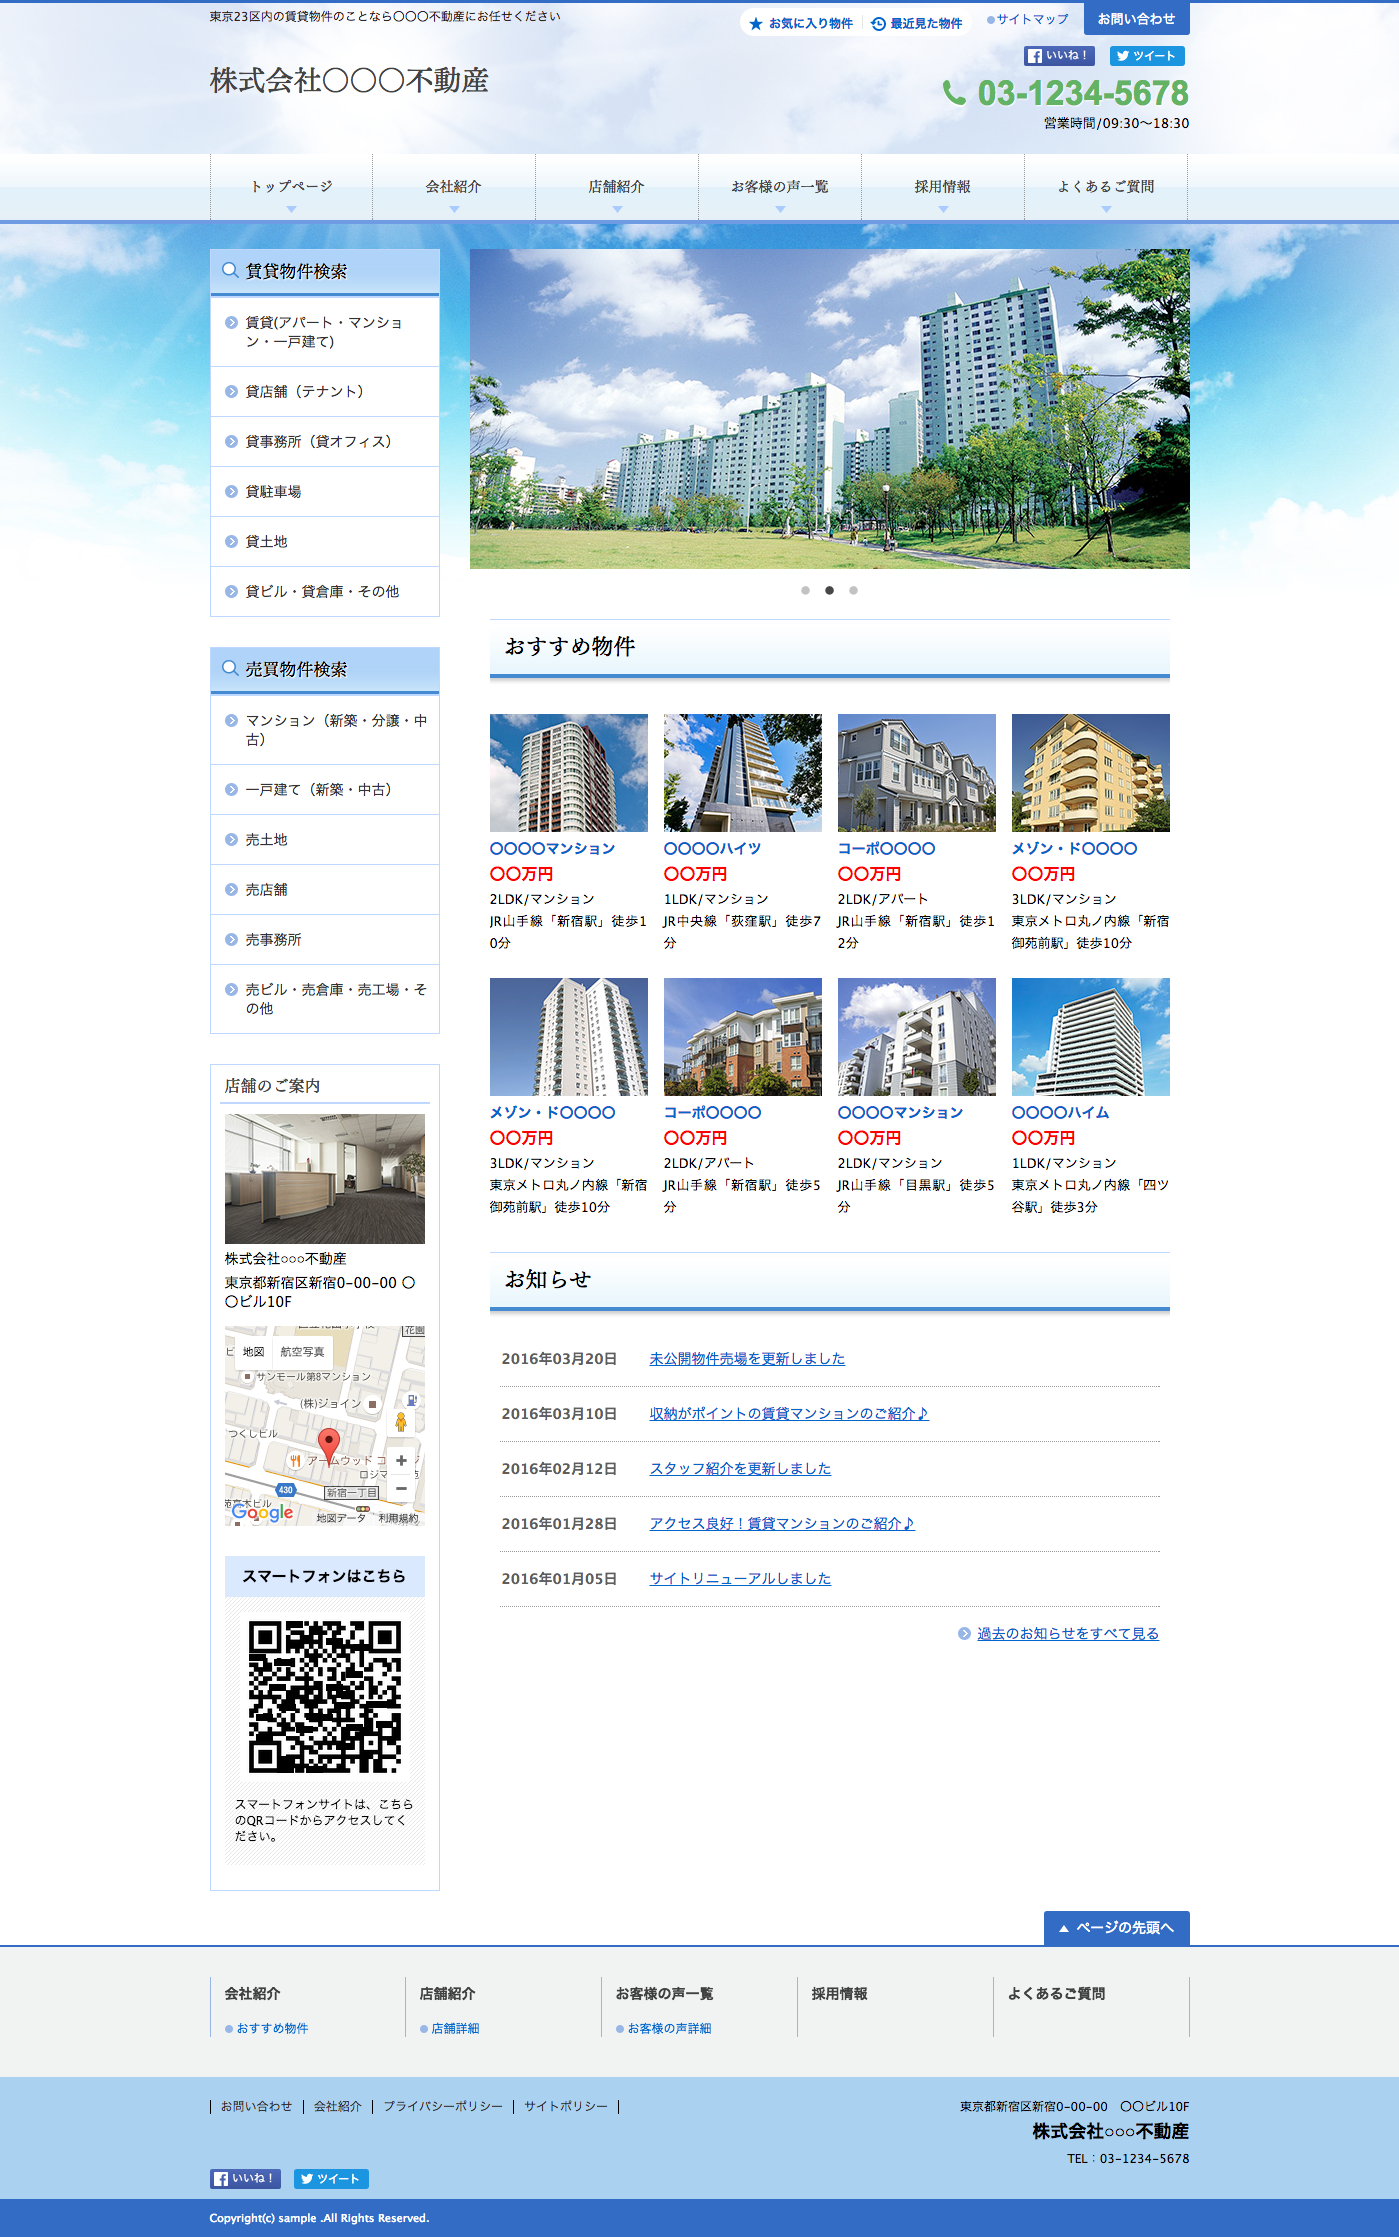 東京23区内の賃貸物件のことなら〇〇〇不動産にお任せください
お気に入り物件
最近見た物件
サイトマップ
お問い合わせ
いいね！
ツイート
株式会社〇〇〇不動産
03-1234-5678
営業時間/09:30〜18:30
トップページ
会社紹介
店舗紹介
お客様の声一覧
採用情報
よくあるご質問
賃貸物件検索
賃貸(アパート・マンショ
ン・一戸建て)
貸店舗（テナント）
貸事務所（貸オフィス）
貸駐車場
貸土地
貸ビル・貸倉庫・その他
売買物件検索
マンション（新築・分譲・中
古）
一戸建て（新築・中古）
売土地
売店舗
売事務所
売ビル・売倉庫・売工場・そ
の他
店舗のご案内
株式会社○○○不動産
東京都新宿区新宿0-00-00 〇
〇ビル10F
花園
ビ
地図
航空写真
サンモール第8マンション
(株)ジョイン
つくしビル
アームウッド コ
ロジマ
430
新宿一丁目
Google
地図データ
利用規約
スマートフォンはこちら
スマートフォンサイトは、こちら
のQRコードからアクセスしてく
ださい。
おすすめ物件
〇〇〇〇マンション
〇〇万円
2LDK/マンション
JR山手線「新宿駅」徒歩1
0分
〇〇〇〇ハイツ
〇〇万円
1LDK/マンション
JR中央線「荻窪駅」徒歩7
分
コーポ〇〇〇〇
〇〇万円
2LDK/アパート
JR山手線「新宿駅」徒歩1
2分
メゾン・ド〇〇〇〇
〇〇万円
3LDK/マンション
東京メトロ丸ノ内線「新宿
御苑前駅」徒歩10分
メゾン・ド〇〇〇〇
〇〇万円
3LDK/マンション
東京メトロ丸ノ内線「新宿
御苑前駅」徒歩10分
コーポ〇〇〇〇
〇〇万円
2LDK/アパート
JR山手線「新宿駅」徒歩5
分
〇〇〇〇マンション
〇〇万円
2LDK/マンション
JR山手線「目黒駅」徒歩5
分
〇〇〇〇ハイム
〇〇万円
1LDK/マンション
東京メトロ丸ノ内線「四ツ
谷駅」徒歩3分
お知らせ
2016年03月20日 未公開物件売場を更新しました
2016年03月10日 収納がポイントの賃貸マンションのご紹介♪
2016年02月12日 スタッフ紹介を更新しました
2016年01月28日 アクセス良好！賃貸マンションのご紹介♪
2016年01月05日 サイトリニューアルしました
過去のお知らせをすべて見る
ページの先頭へ
会社紹介
おすすめ物件
店舗紹介
店舗詳細
お客様の声一覧
お客様の声詳細
採用情報
よくあるご質問
お問い合わせ
会社紹介
プライバシーポリシー
サイトポリシー
東京都新宿区新宿0-00-00　〇〇ビル10F
株式会社○○○不動産
TEL：03-1234-5678
いいね！
ツイート
Copyright(c) sample .All Rights Reserved.